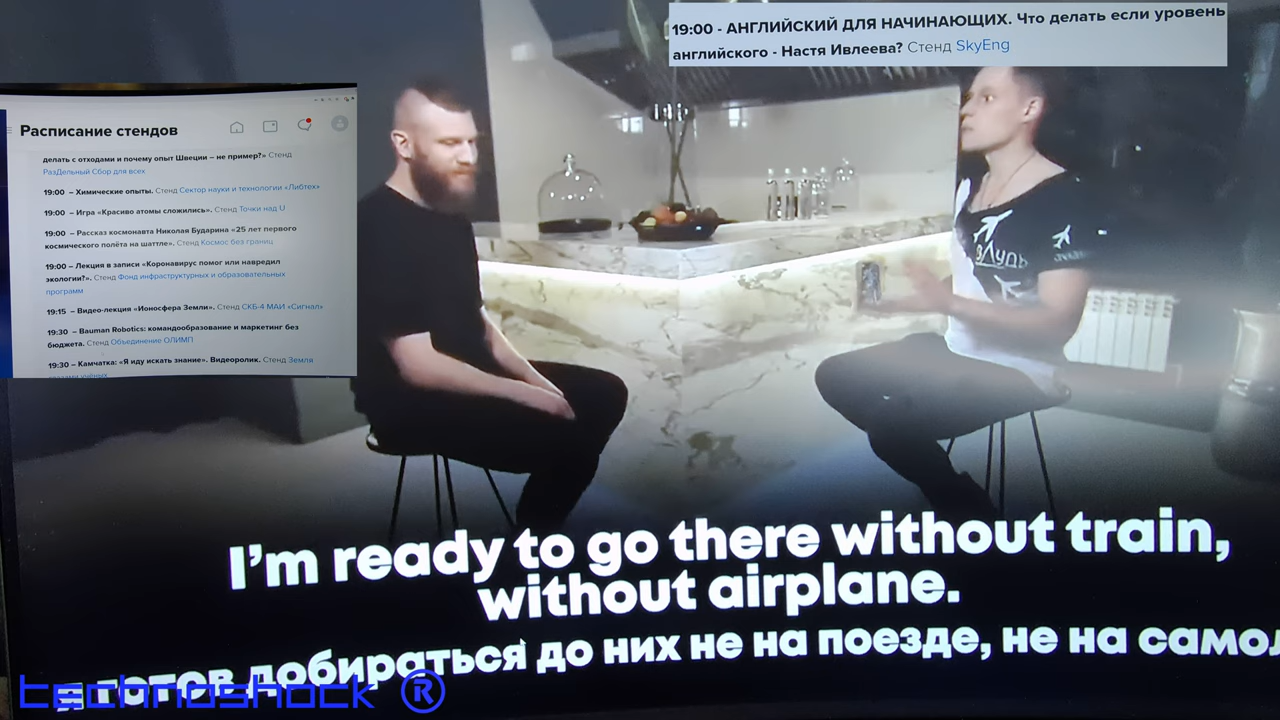 19:00 - АНГЛИЙСКИЙ ДЛЯ НАЧИНАЮЩИХ. Что делать если уровень
английского - Настя Ивлеева? Стенд SkyEng
Расписание стендов
делать с отходами и почему опыт Швеции – не пример?» Стенд
РазДельный Сбор для всех
19:00 – Химические опыты. Стенд Сектор науки и технологии «Либтех»
19:00 – Игра «Красиво атомы сложились». Стенд Точки над U
19:00 – Рассказ космонавта Николая Бударина «25 лет первого
космического полёта на шаттле». Стенд Космос без границ
19:00 – Лекция в записи «Коронавирус помог или навредил
экологии?». Стенд Фонд инфраструктурных и образовательных
программ
19:15 – Видео-лекция «Ионосфера Земли». Стенд СКБ-4 МАИ «Сигнал»
19:30 – Bauman Robotics: командообразование и маркетинг без
бюджета. Стенд Объединение ОЛИМП
19:30 – Камчатка: «Я иду искать знание». Видеоролик. Стенд Земля
I'm ready to go there without train,
without airplane.
Я готов добираться до них не на поезде, не на самол
technoshock ®